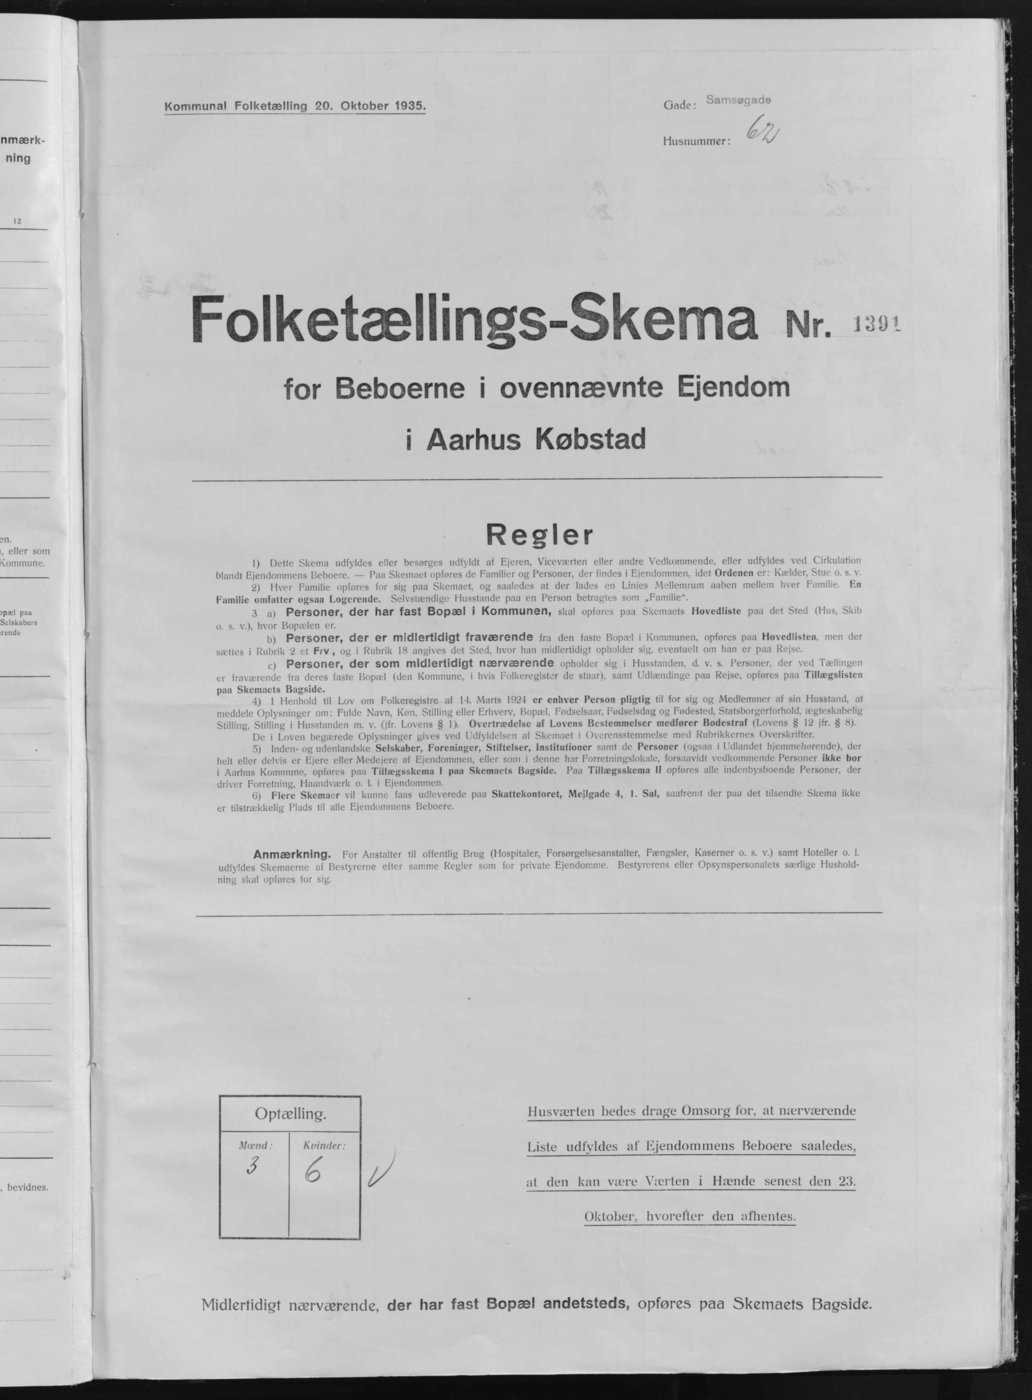 nmærk-
ning
12
en.
, eller som
Kommune.
opæl paa
Selskabers
rende
, bevidnes.
Kommunal Folketælling 20. Oktober 1935.
Gade: Samsøgade
Husnummer: 62
Folketællings-Skema Nr. 1391
for Beboerne i ovennævnte Ejendom
i Aarhus Købstad
Regler
1) Dette Skema udfyldes eller besørges udfyldt af Ejeren, Viceværten eller andre Vedkommende, eller udfyldes ved Cirkulation
blandt Ejendommens Beboere. — Paa Skemaet opføres de Familier og Personer, der findes i Ejendommen, idet Ordenen er: Kælder, Stue o. s. v.
2) Hver Familie opføres for sig paa Skemaet, og saaledes at der lades en Linies Mellemrum aaben mellem hver Familie. En
Familie omfatter ogsaa Logerende. Selvstændige Husstande paa en Person betragtes som „Familie“.
3 a) Personer, der har fast Bopæl i Kommunen, skal opføres paa Skemaets Hovedliste paa det Sted (Hus, Skib
o. s. v.), hvor Bopælen er.
b) Personer, der er midlertidigt fraværende fra den faste Bopæl i Kommunen, opføres paa Hovedlisten, men der
sættes i Rubrik 2 et Frv., og i Rubrik 18 angives det Sted, hvor han midlertidigt opholder sig, eventuelt om han er paa Rejse.
c) Personer, der som midlertidigt nærværende opholder sig i Husstanden, d. v. s. Personer, der ved Tællingen
er fraværende fra deres faste Bopæl (den Kommune, i hvis Folkeregister de staar), samt Udlændinge paa Rejse, opføres paa Tillægslisten
paa Skemaets Bagside.
4) I Henhold til Lov om Folkeregistre af 14. Marts 1924 er enhver Person pligtig til for sig og Medlemmer af sin Husstand, at
meddele Oplysninger om: Fulde Navn, Køn, Stilling eller Erhverv, Bopæl, Fødselsaar, Fødselsdag og Fødested, Statsborgerforhold, ægteskabelig
Stilling, Stilling i Husstanden m. v. (jfr. Lovens § 1). Overtrædelse af Lovens Bestemmelser medfører Bødestraf (Lovens § 12 jfr. § 8).
De i Loven begærede Oplysninger gives ved Udfyldelsen af Skemaet i Overensstemmelse med Rubrikkernes Overskrifter.
5) Inden- og udenlandske Selskaber, Foreninger, Stiftelser, Institutioner samt de Personer (ogsaa i Udlandet hjemmehørende), der
helt eller delvis er Ejere eller Medejere af Ejendommen, eller som i denne har Forretningslokale, forsaavidt vedkommende Personer ikke bor
i Aarhus Kommune, opføres paa Tillægsskema I paa Skemaets Bagside. Paa Tillægsskema II opføres alle indenbysboende Personer, der
driver Forretning, Haandværk o. l. i Ejendommen.
6) Flere Skemaer vil kunne faas udleverede paa Skattekontoret, Mejlgade 4, 1. Sal, saafremt der paa det tilsendte Skema ikke
er tilstrækkelig Plads til alle Ejendommens Beboere.
Anmærkning. For Anstalter til offentlig Brug (Hospitaler, Forsørgelsesanstalter, Fængsler, Kaserner o. s. v.) samt Hoteller o. l.
udfyldes Skemaerne af Bestyrerne efter samme Regler som for private Ejendomme. Bestyrerens eller Opsynspersonalets særlige Hushold-
ning skal opføres for sig.
Optælling.
Mænd: Kvinder:
3 6
Husværten bedes drage Omsorg for, at nærværende
Liste udfyldes af Ejendommens Beboere saaledes,
at den kan være Værten i Hænde senest den 23.
Oktober, hvorefter den afhentes.
Midlertidigt nærværende, der har fast Bopæl andetsteds, opføres paa Skemaets Bagside.